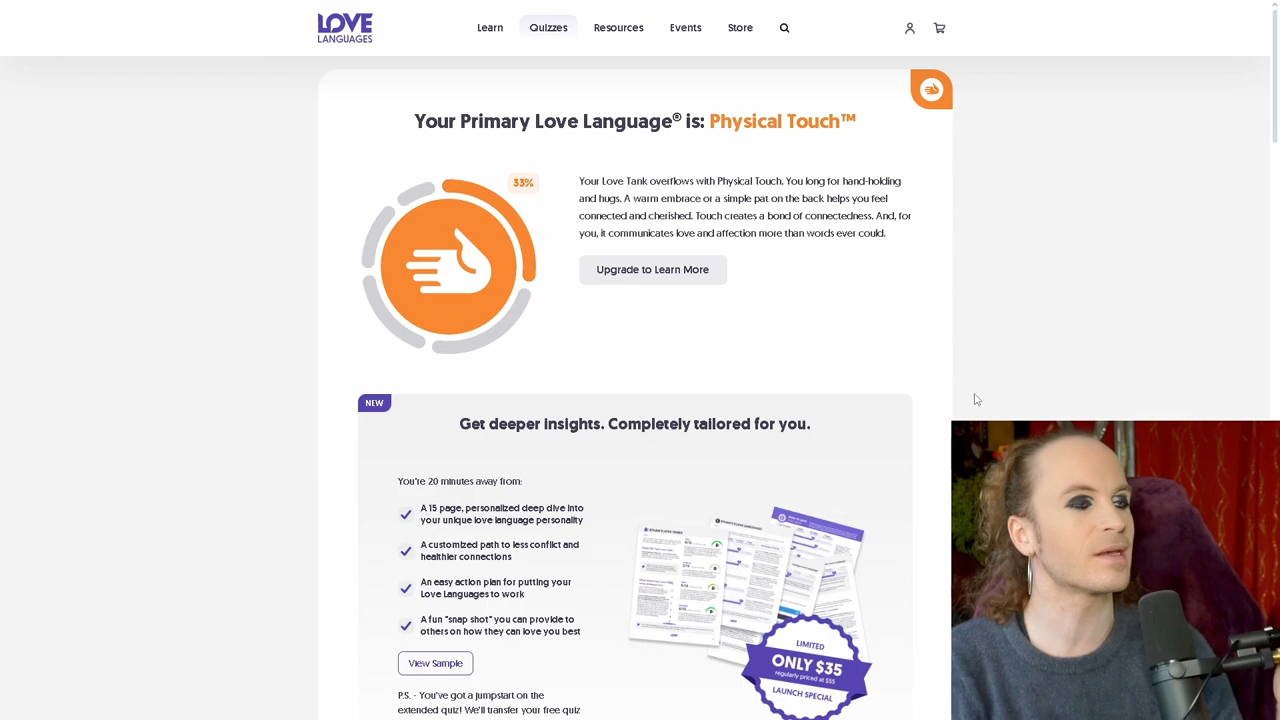 LOVE
LANGUAGES
Learn
Quizzes
Resources
Events
Store
Your Primary Love Language® is: Physical Touch™
33%
Your Love Tank overflows with Physical Touch. You long for hand-holding
and hugs. A warm embrace or a simple pat on the back helps you feel
connected and cherished. Touch creates a bond of connectedness. And, for
you, it communicates love and affection more than words ever could.
Upgrade to Learn More
NEW
Get deeper insights. Completely tailored for you.
You're 20 minutes away from:
A 15 page, personalized deep dive into
your unique love language personality
A customized path to less conflict and
healthier connections
An easy action plan for putting your
Love Languages to work
A fun "snap shot" you can provide to
others on how they can love you best
View Sample
P.S. - You've got a jumpstart on the
extended quiz! We'll transfer your free quiz
LIMITED
ONLY $35
regularly priced at $55
LAUNCH SPECIAL